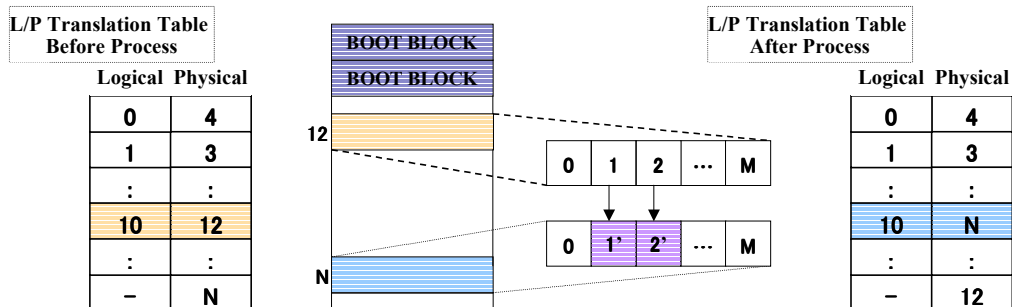 L/P Translation Table
Before Process
Logical Physical
0 4
1 3
: :
10 12
: :
- N
BOOT BLOCK
BOOT BLOCK
12
N
0 1 2 ... M
0 1' 2' ... M
L/P Translation Table
After Process
Logical Physical
0 4
1 3
: :
10 N
: :
- 12